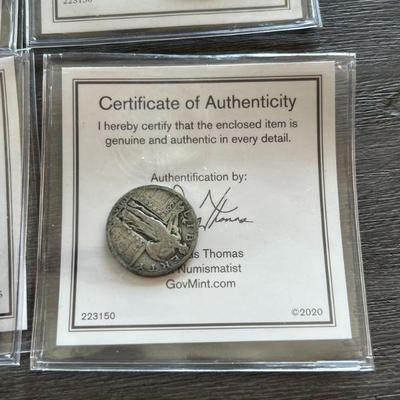 223150
Certificate of Authenticity
I hereby certify that the enclosed item is
genuine and authentic in every detail.
Authentication by:
Thomas
Numismatist
GovMint.com
223150 ©2020